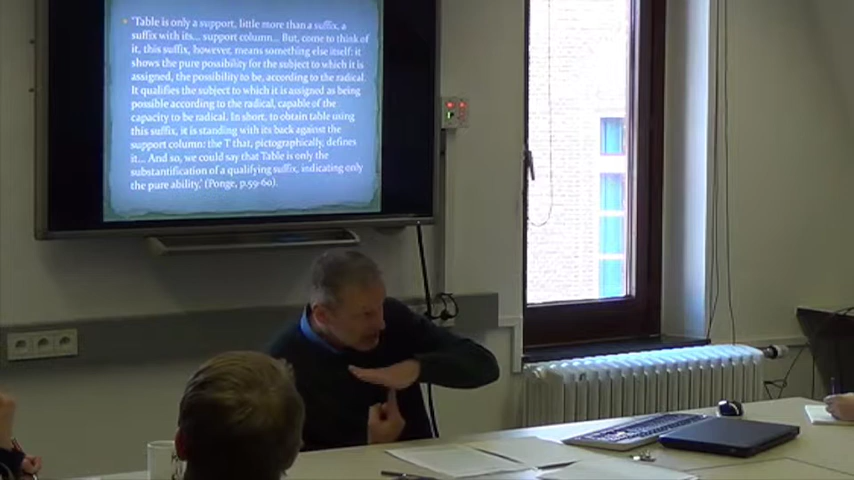 "Table is only a support, little more than a suffix, a
suffix with its... support column... But, come to think of
it, this suffix, however, means something else itself: it
shows the pure possibility for the subject to which it is
assigned, the possibility to be, according to the radical.
It qualifies the subject to which it is assigned as being
possible according to the radical, capable of the
capacity to be radical. In short, to obtain table using
this suffix, it is standing with its back against the
support column: the T that, pictographically, defines
it... And so, we could say that Table is only the
substantification of a qualifying suffix, indicating only
the pure ability,' (Ponge, p.59-60).